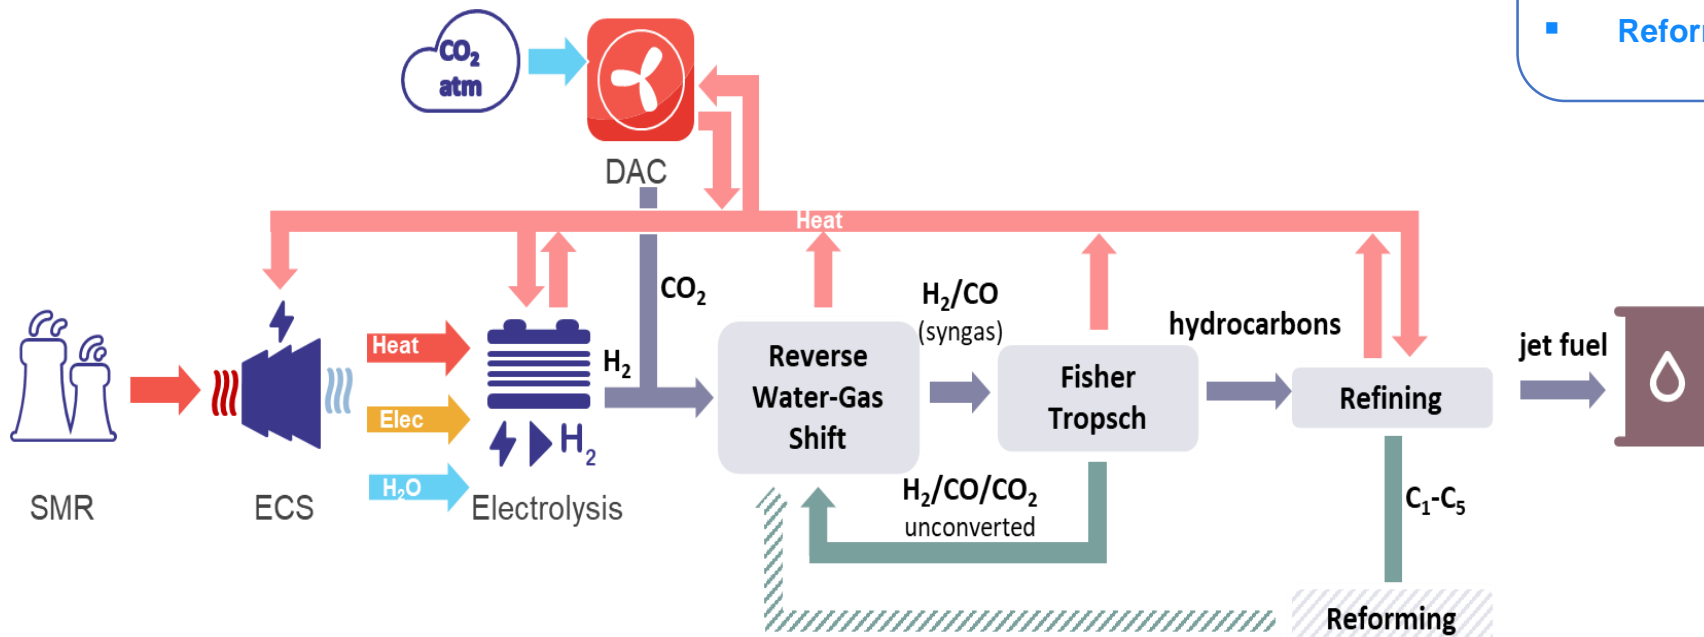 CO₂
atm
DAC
Heat
CO₂
H₂/CO
(syngas)
hydrocarbons
jet fuel
Heat
Elec
H₂O
H₂
H₂
Reverse
Water-Gas
Shift
Fisher
Tropsch
Refining
SMR
ECS
Electrolysis
H₂/CO/CO₂
unconverted
C₁-C₅
Reforming